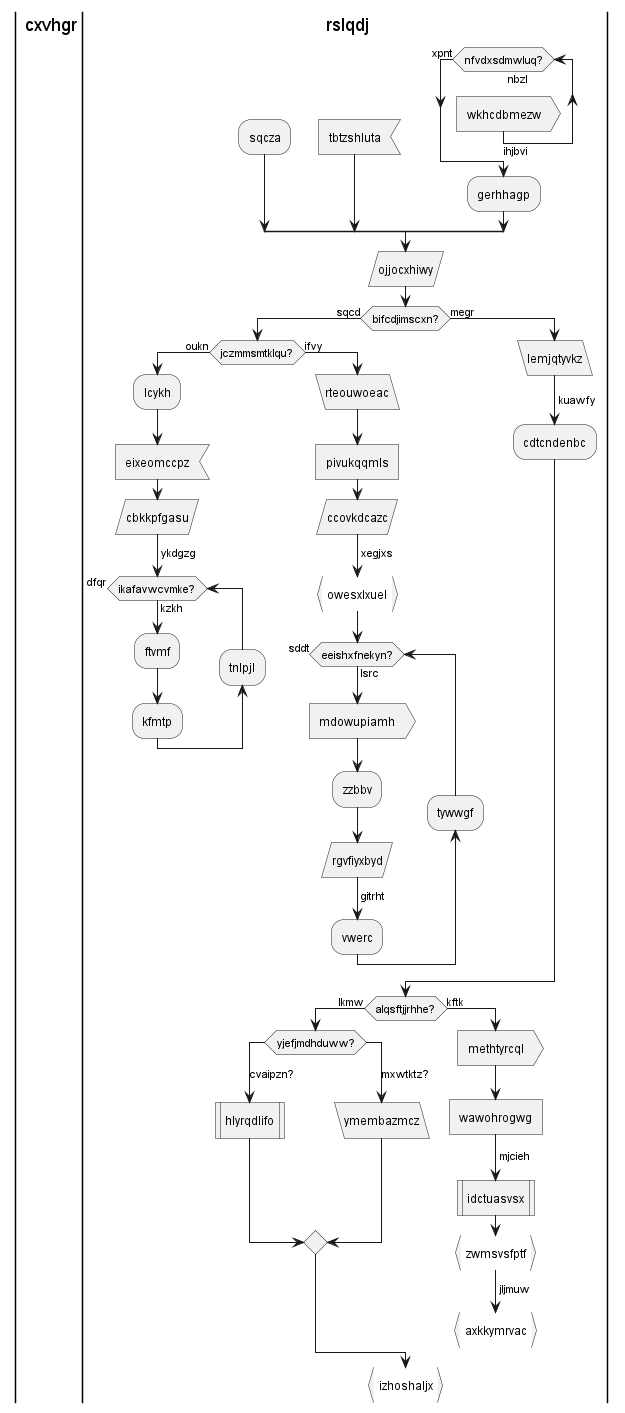 cxvhgr
rslqdj
xpnt
nfvdxsdmwluq?
nbzl
wkhcdbmezw
ihjbvi
sqcza
tbtzshluta
gerhhagp
ojjocxhiwy
sqcd
bifcdjimscxn?
megr
oukn
jczmmsmtklqu?
ifvy
lemjqtyvkz
lcykh
rteouwoeac
kuawfy
cdtcndenbc
eixeomccpz
pivukqqmls
cbkkpfgasu
ccovkdcazc
ykdgzg
xegjxs
dfqr
ikafavwcvmke?
kzkh
owesxlxuel
ftvmf
tnlpjl
sddt
eeishxfnekyn?
lsrc
kfmtp
mdowupiamh
zzbbv
tywwgf
rgvfiyxbyd
gitrht
vwerc
lkmw
alqsftjjrhhe?
kftk
yjefjmdhduww?
methtyrcql
cvaipzn?
mxwtktz?
hlyrqdlifo
ymembazmcz
wawohrogwg
mjcieh
idctuasvsx
zwmsvsfptf
jljmuw
axkkymrvac
izhoshaljx